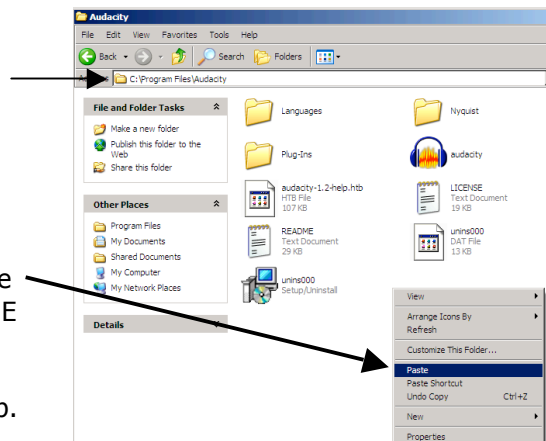 Audacity
File Edit View Favorites Tools Help
Back Search Folders
C:\Program Files\Audacity
File and Folder Tasks
Make a new folder
Publish this folder to the
Web
Share this folder
Other Places
Program Files
My Documents
Shared Documents
My Computer
My Network Places
Details
Languages
Nyquist
Plug-Ins
audacity
audacity-1.2-help.htb
HTB File
107 KB
LICENSE
Text Document
19 KB
README
Text Document
29 KB
unins000
DAT File
13 KB
unins000
Setup/Uninstall
View
Arrange Icons By
Refresh
Customize This Folder...
Paste
Paste Shortcut
Undo Copy Ctrl+Z
New
Properties